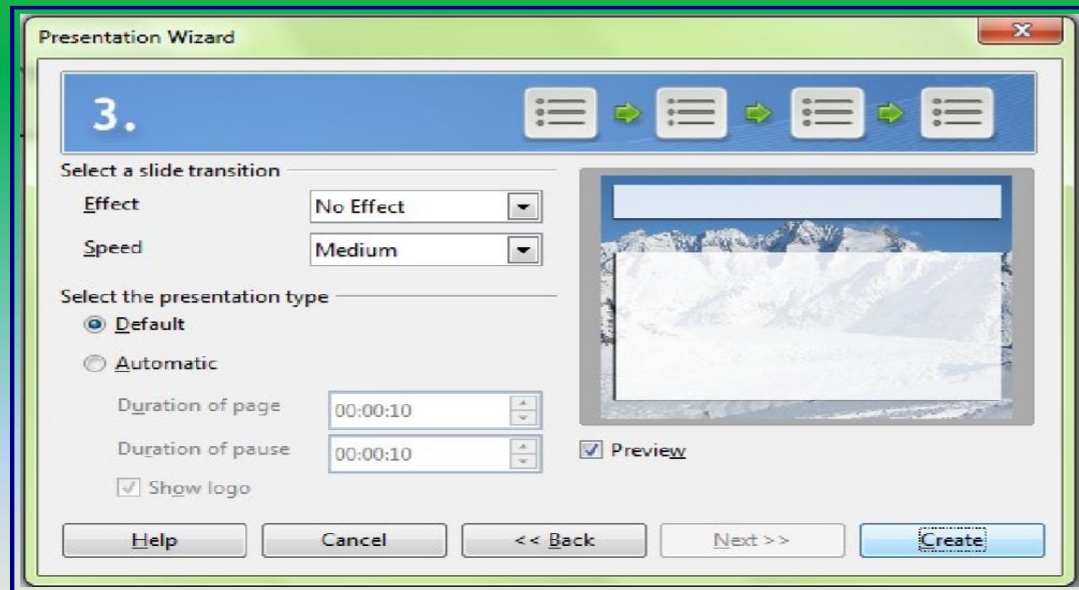 Presentation Wizard
3.
Select a slide transition
Effect No Effect
Speed Medium
Select the presentation type
Default
Automatic
Duration of page 00:00:10
Duration of pause 00:00:10
Show logo
Preview
Help Cancel << Back Next >> Create